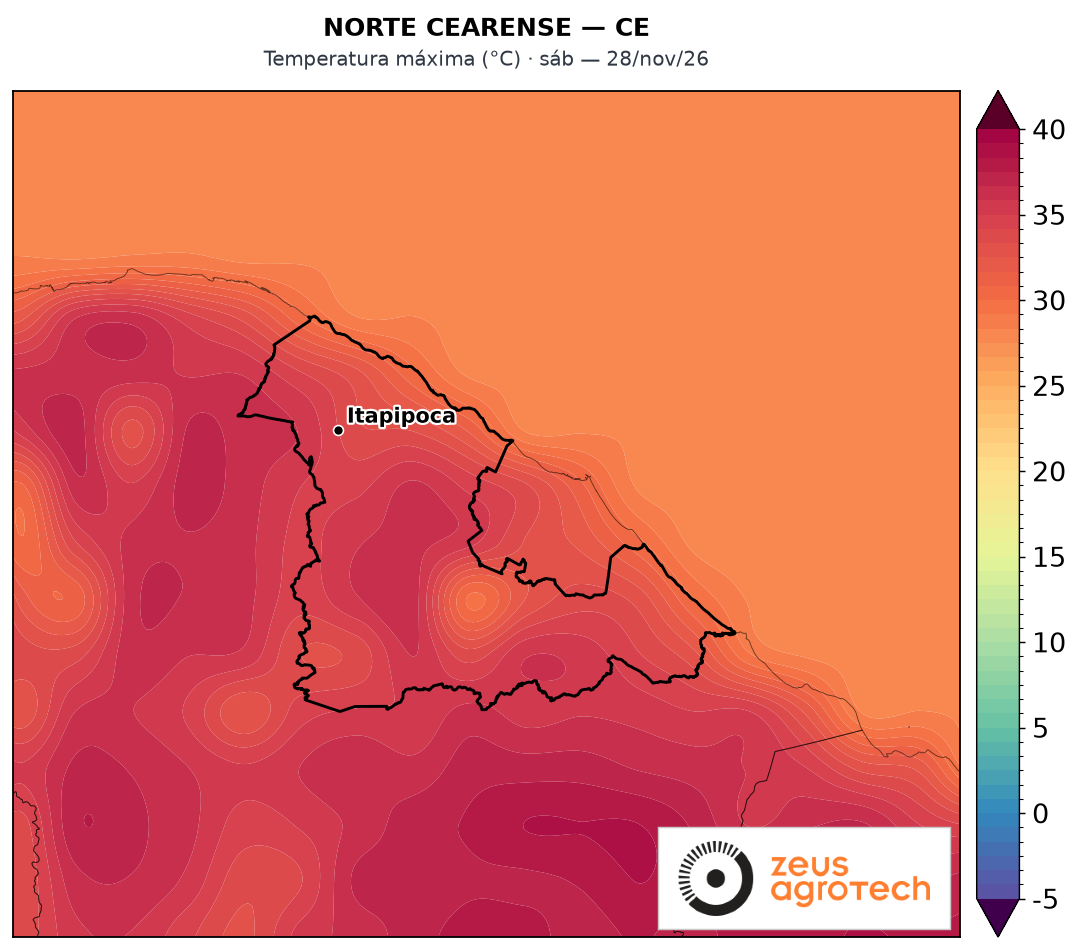 NORTE CEARENSE — CE
Temperatura máxima (°C) · sáb — 28/nov/26
Itapipoca
40
35
30
25
20
15
10
5
0
-5
zeus
agrotech